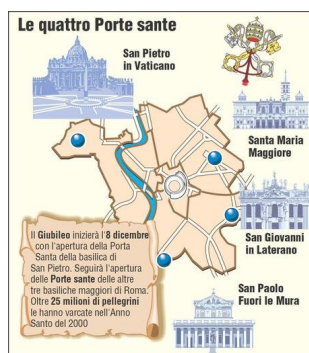 Le quattro Porte sante
San Pietro
in Vaticano
Santa Maria
Maggiore
San Giovanni
in Laterano
San Paolo
Fuori le Mura
Il Giubileo inizierà l'8 dicembre
con l'apertura della Porta
Santa della basilica di
San Pietro. Seguirà l'apertura
delle Porte sante delle altre
tre basiliche maggiori di Roma.
Oltre 25 milioni di pellegrini
le hanno varcate nell'Anno
Santo del 2000